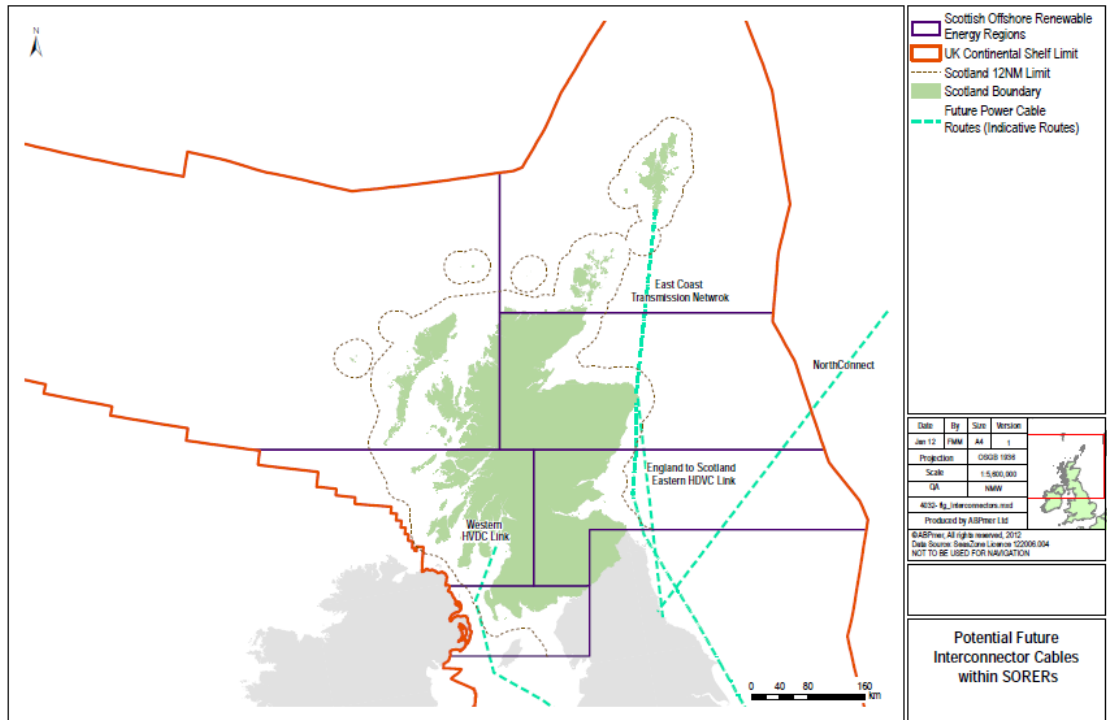 N
East Coast
Transmission Netwrok
NorthConnect
England to Scotland
Eastern HDVC Link
Western
HVDC Link
0 40 80 160
km
Scottish Offshore Renewable
Energy Regions
UK Continental Shelf Limit
Scotland 12NM Limit
Scotland Boundary
Future Power Cable
Routes (Indicative Routes)
Date By Size Version
Jan 12 FMM A4 1
Projection OSGB 1936
Scale 1:5,600,000
QA NMW
4032- fig_interconnectors.mxd
Produced by ABPmer Ltd
©ABPmer, All rights reserved, 2012
Data Source: SeaZone Licence 122006.004
NOT TO BE USED FOR NAVIGATION
Potential Future
Interconnector Cables
within SORERs